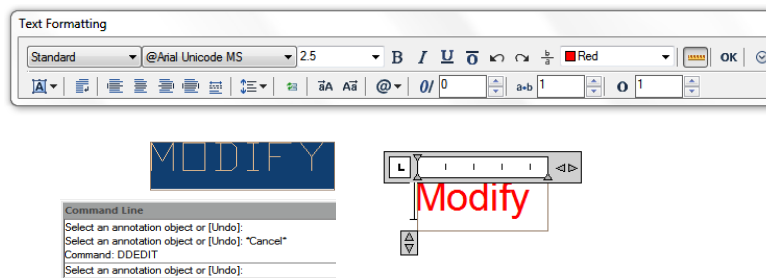 Text Formatting
Standard @Arial Unicode MS 2.5 B I U O b/a Red OK
A aA Aa @ 0/ 0 a•b 1 O 1
MODIFY
L
Modify
Command Line
Select an annotation object or [Undo]:
Select an annotation object or [Undo]: *Cancel*
Command: DDEDIT
Select an annotation object or [Undo]: